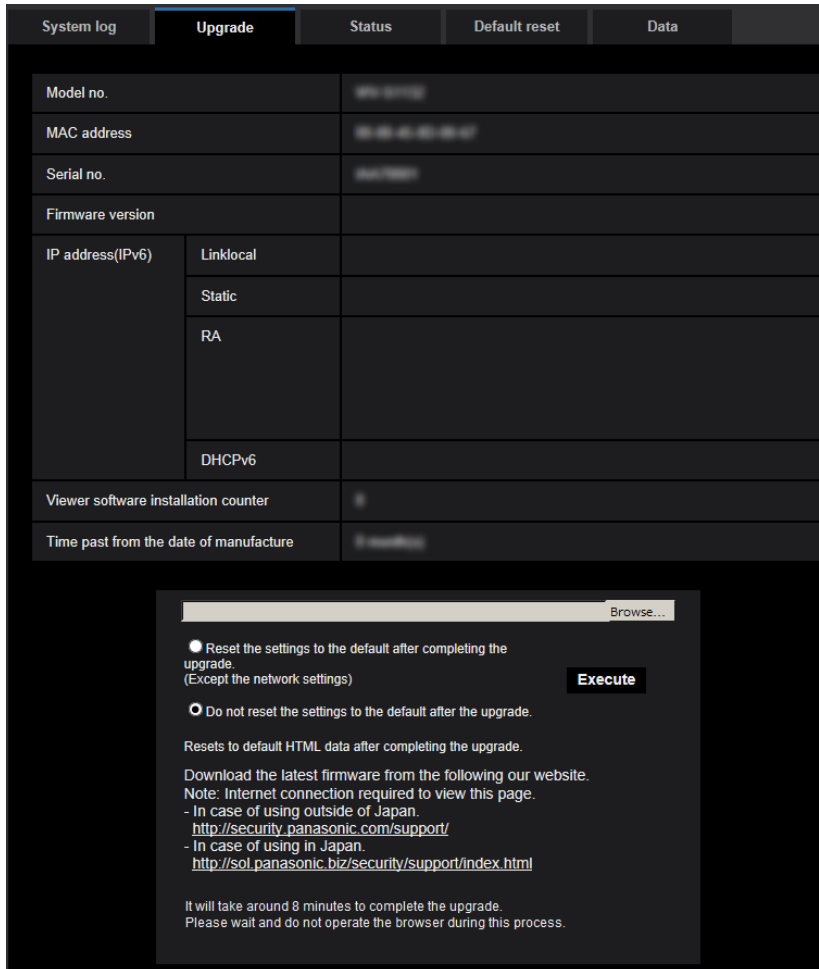 System log Upgrade Status Default reset Data
Model no.
MAC address
Serial no.
Firmware version
IP address(IPv6) Linklocal
Static
RA
DHCPv6
Viewer software installation counter
Time past from the date of manufacture
Browse...
Reset the settings to the default after completing the
upgrade.
(Except the network settings)
Execute
Do not reset the settings to the default after the upgrade.
Resets to default HTML data after completing the upgrade.
Download the latest firmware from the following our website.
Note: Internet connection required to view this page.
- In case of using outside of Japan.
http://security.panasonic.com/support/
- In case of using in Japan.
http://sol.panasonic.biz/security/support/index.html
It will take around 8 minutes to complete the upgrade.
Please wait and do not operate the browser during this process.